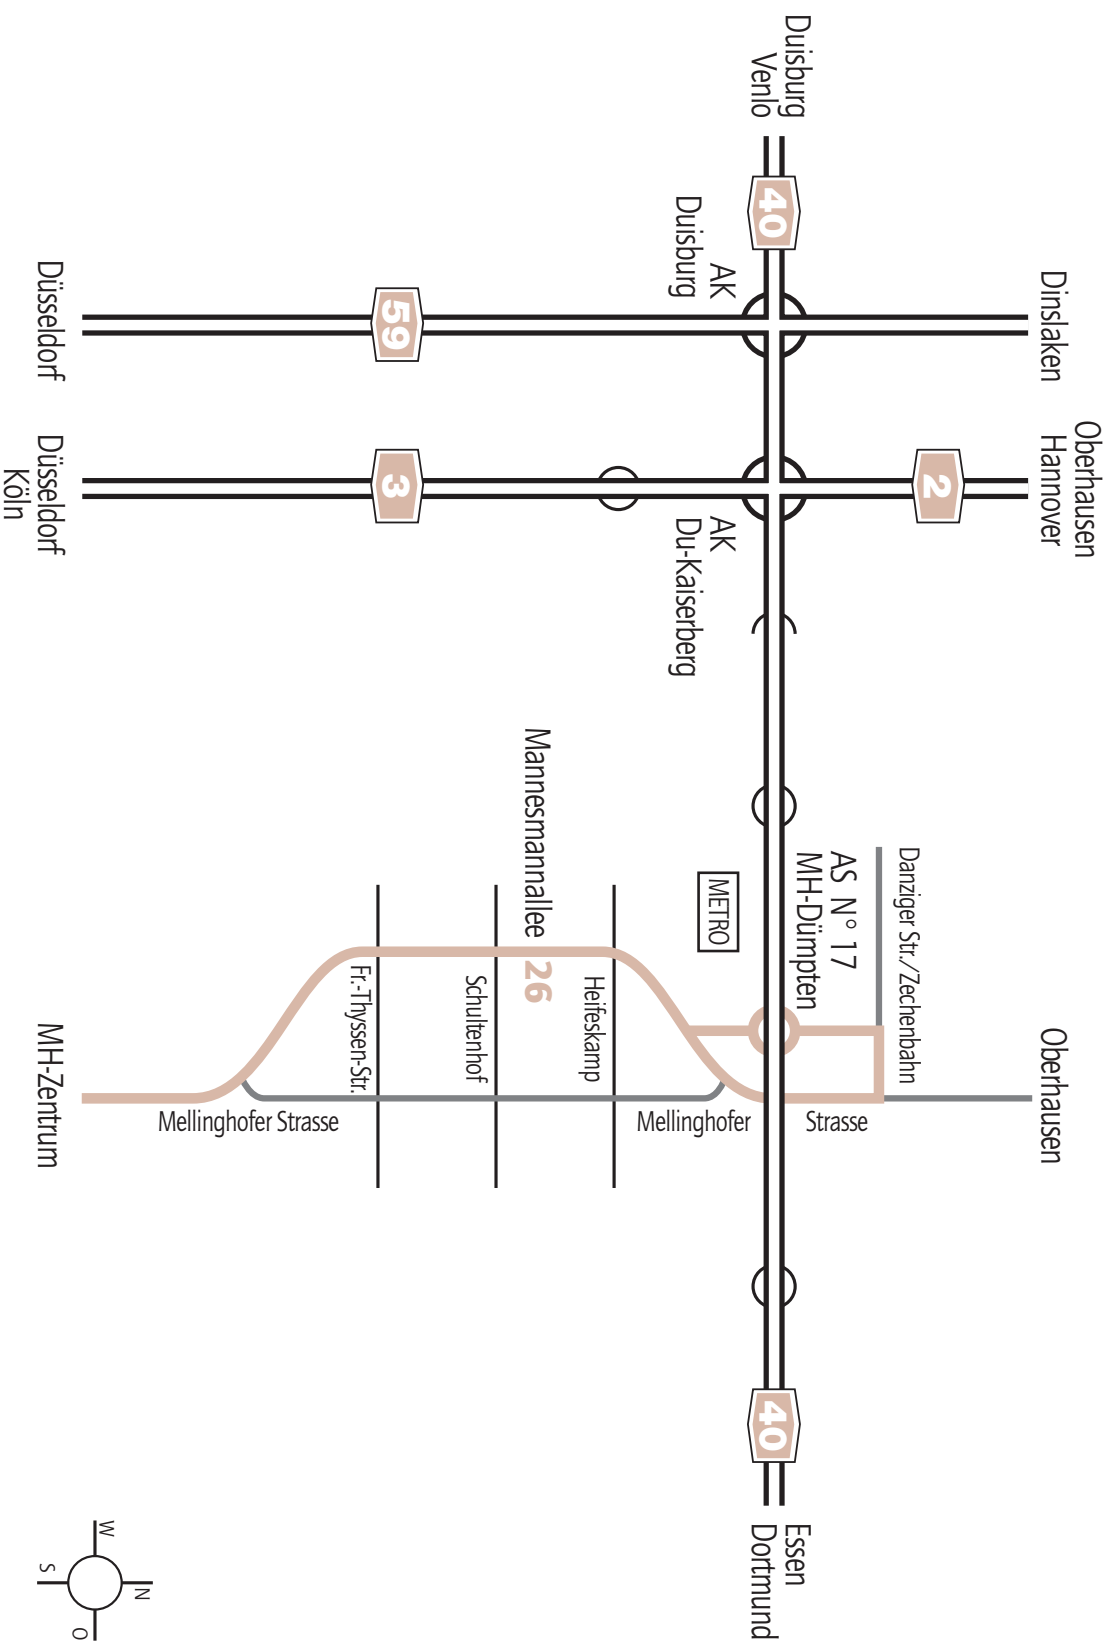 Dinslaken
Oberhausen
Hannover
Oberhausen
2
Danziger Str./Zechenbahn
AS N° 17
MH-Dümpten
Strasse
Duisburg
Venlo
40
40
Essen
Dortmund
AK
Duisburg
AK
Du-Kaiserberg
METRO
Mellinghofer
Heifeskamp
Mannesmannallee 26
Schultenhof
59
3
Fr.-Thyssen-Str.
Mellinghofer Strasse
Düsseldorf
Düsseldorf
Köln
MH-Zentrum
N
W
O
S